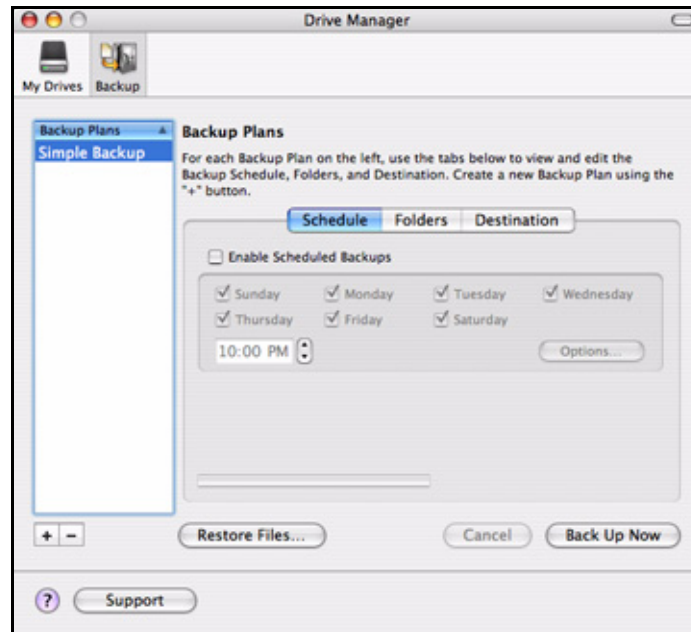 Drive Manager
My Drives Backup
Backup Plans
Simple Backup
Backup Plans
For each Backup Plan on the left, use the tabs below to view and edit the
Backup Schedule, Folders, and Destination. Create a new Backup Plan using the
"+" button.
Schedule Folders Destination
Enable Scheduled Backups
Sunday Monday Tuesday Wednesday
Thursday Friday Saturday
10:00 PM Options...
+ -
Restore Files... Cancel Back Up Now
? Support